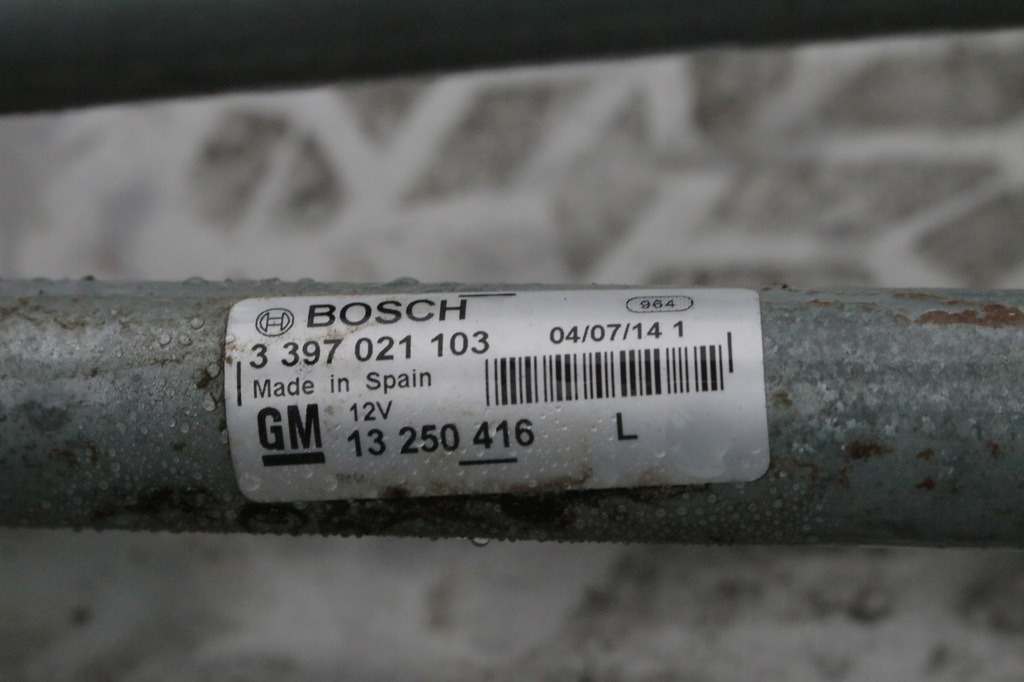 BOSCH 964
3 397 021 103 04/07/14 1
Made in Spain
GM 12V
13 250 416 L